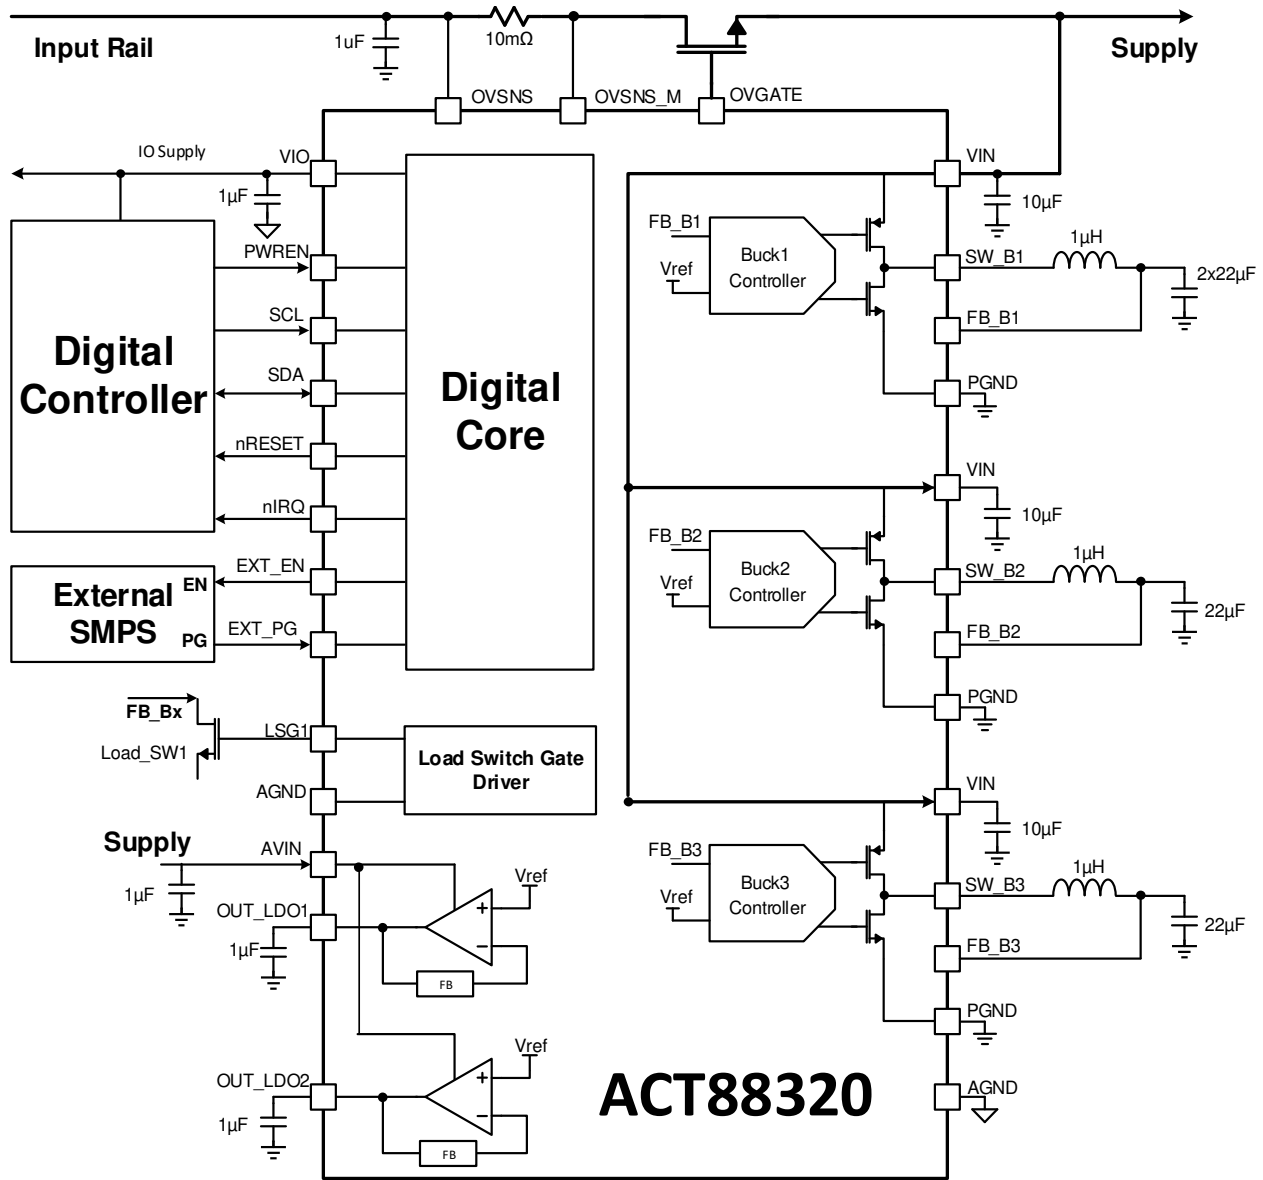 Input Rail
1uF
10mΩ
Supply
OVSNS
OVSNS_M
OVGATE
IO Supply
VIO
1µF
PWREN
SCL
SDA
nRESET
nIRQ
Digital
Controller
Digital
Core
EXT_EN
EXT_PG
External
SMPS
EN
PG
FB_Bx
Load_SW1
LSG1
AGND
Load Switch Gate
Driver
Supply
AVIN
1µF
OUT_LDO1
1µF
Vref
+
−
FB
OUT_LDO2
1µF
Vref
+
−
FB
VIN
10µF
FB_B1
Vref
Buck1
Controller
SW_B1
1µH
2x22µF
FB_B1
PGND
VIN
10µF
FB_B2
Vref
Buck2
Controller
SW_B2
1µH
22µF
FB_B2
PGND
VIN
10µF
FB_B3
Vref
Buck3
Controller
SW_B3
1µH
22µF
FB_B3
PGND
ACT88320
AGND